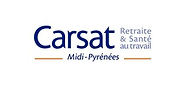 Carsat
Retraite
& Santé
au travail
Midi-Pyrénées